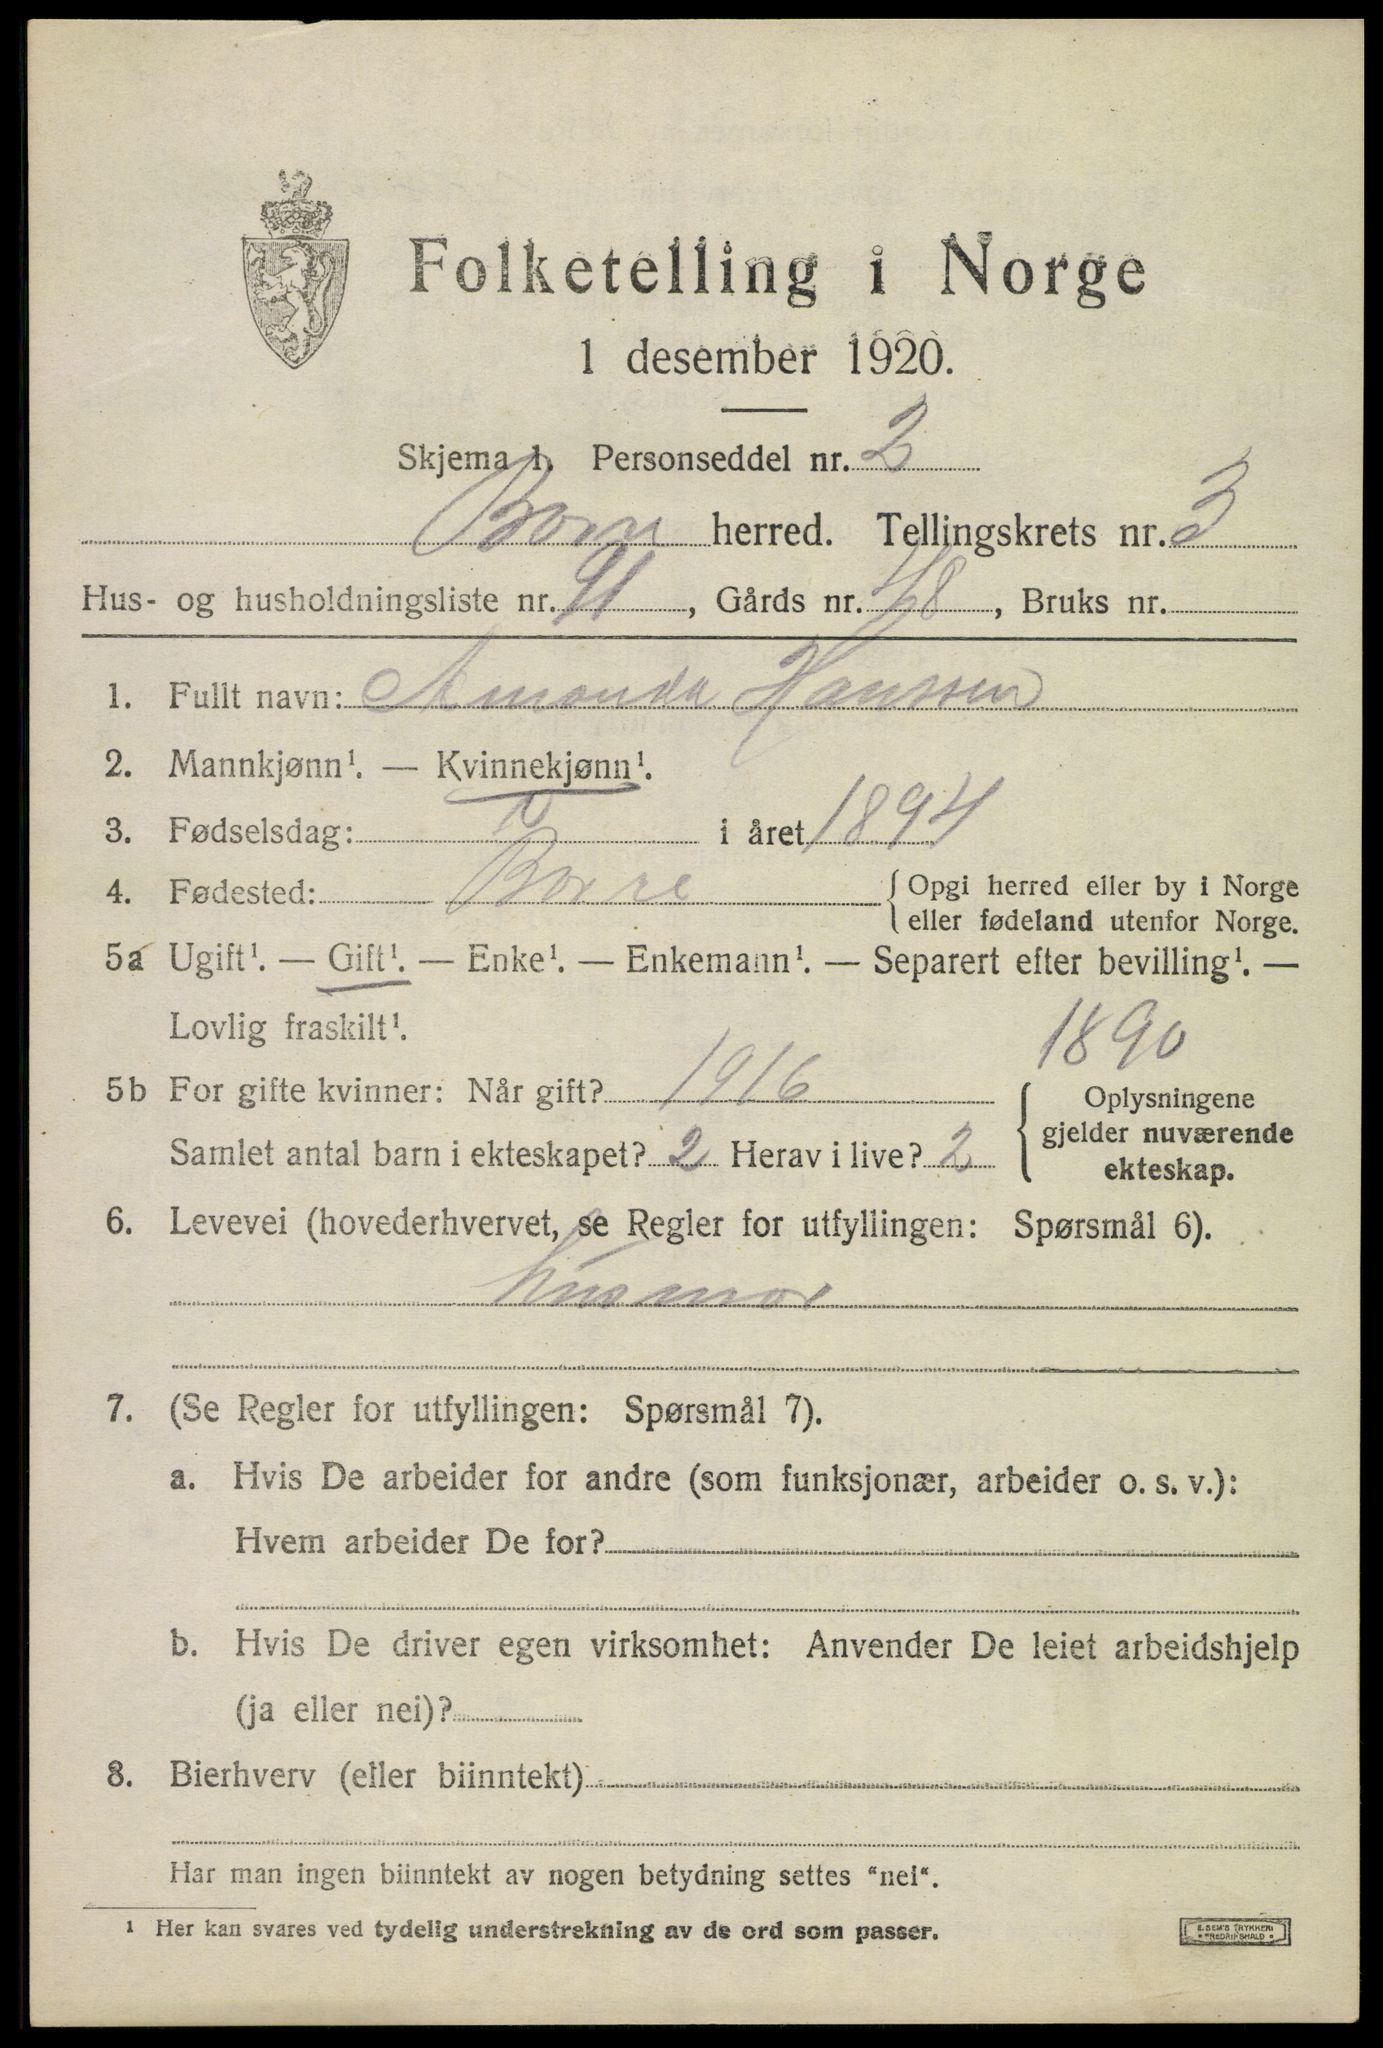 Folketelling i Norge
1 desember 1920.
Skjema 1. Personseddel nr. 2
Borre herred. Tellingskrets nr. 3
Hus- og husholdningsliste nr. 91, Gårds nr. 48, Bruks nr.
1. Fullt navn: Amanda Hanssen
2. Mannkjønn¹. — Kvinnekjønn¹.
3. Fødselsdag: i året 1894
4. Fødested: Borre { Opgi herred eller by i Norge
eller fødeland utenfor Norge.
5a Ugift¹. — Gift¹. — Enke¹. — Enkemann¹. — Separert efter bevilling¹. —
Lovlig fraskilt¹.
1890
5b For gifte kvinner: Når gift? 1916 { Oplysningene
gjelder nuværende
Samlet antal barn i ekteskapet? 2 Herav i live? 2 ekteskap.
6. Levevei (hovederhvervet, se Regler for utfyllingen: Spørsmål 6).
husmor
7. (Se Regler for utfyllingen: Spørsmål 7).
a. Hvis De arbeider for andre (som funksjonær, arbeider o. s. v.):
Hvem arbeider De for?
b. Hvis De driver egen virksomhet: Anvender De leiet arbeidshjelp
(ja eller nei)?
8. Bierhverv (eller biinntekt)
Har man ingen biinntekt av nogen betydning settes "nei".
¹ Her kan svares ved tydelig understrekning av de ord som passer.
E. SEM'S TRYKKERI
FREDRIKSHALD